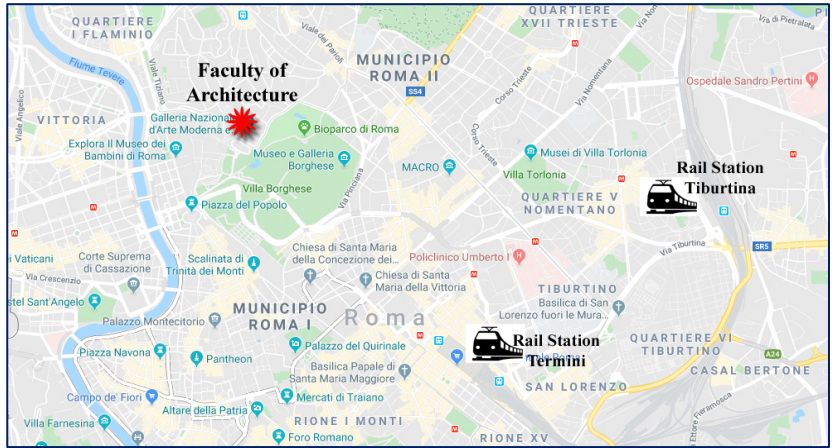 QUARTIERE
I FLAMINIO
QUARTIERE
XVII TRIESTE
Via di Pietralata
Fiume Tevere
Viale Tiziano
Viale dei Parioli
MUNICIPIO
ROMA II
Via Nomentana
Viale Angelico
Faculty of
Architecture
SS4
Corso Trieste
Ospedale Sandro Pertini
VITTORIA
Galleria Nazionale
d'Arte Moderna e
Bioparco di Roma
Explora Il Museo dei
Bambini di Roma
Museo e Galleria
Borghese
MACRO
Corso Trieste
Musei di Villa Torlonia
Villa Torlonia
Rail Station
Tiburtina
Villa Borghese
Via Pinciana
Piazza del Popolo
QUARTIERE V
NOMENTANO
i Vaticani
Corte Suprema
di Cassazione
Scalinata di
Trinità dei Monti
Chiesa di Santa Maria
della Concezione dei...
Policlinico Umberto I
Via Tiburtina
SR5
Via Crescenzio
Chiesa di Santa
Maria della Vittoria
TIBURTINO
Basilica di San
Lorenzo fuori le Mura...
stel Sant'Angelo
Palazzo Montecitorio
MUNICIPIO
ROMA I
Roma
Piazza Navona
Pantheon
Palazzo del Quirinale
Rail Station
Termini
QUARTIERE VI
TIBURTINO
A24
Basilica Papale di
Santa Maria Maggiore
SAN LORENZO
CASAL BERTONE
Campo de' Fiori
Mercati di Traiano
Altare della Patria
Villa Farnesina
RIONE I MONTI
Foro Romano
RIONE XV
Ettore Fieramosca